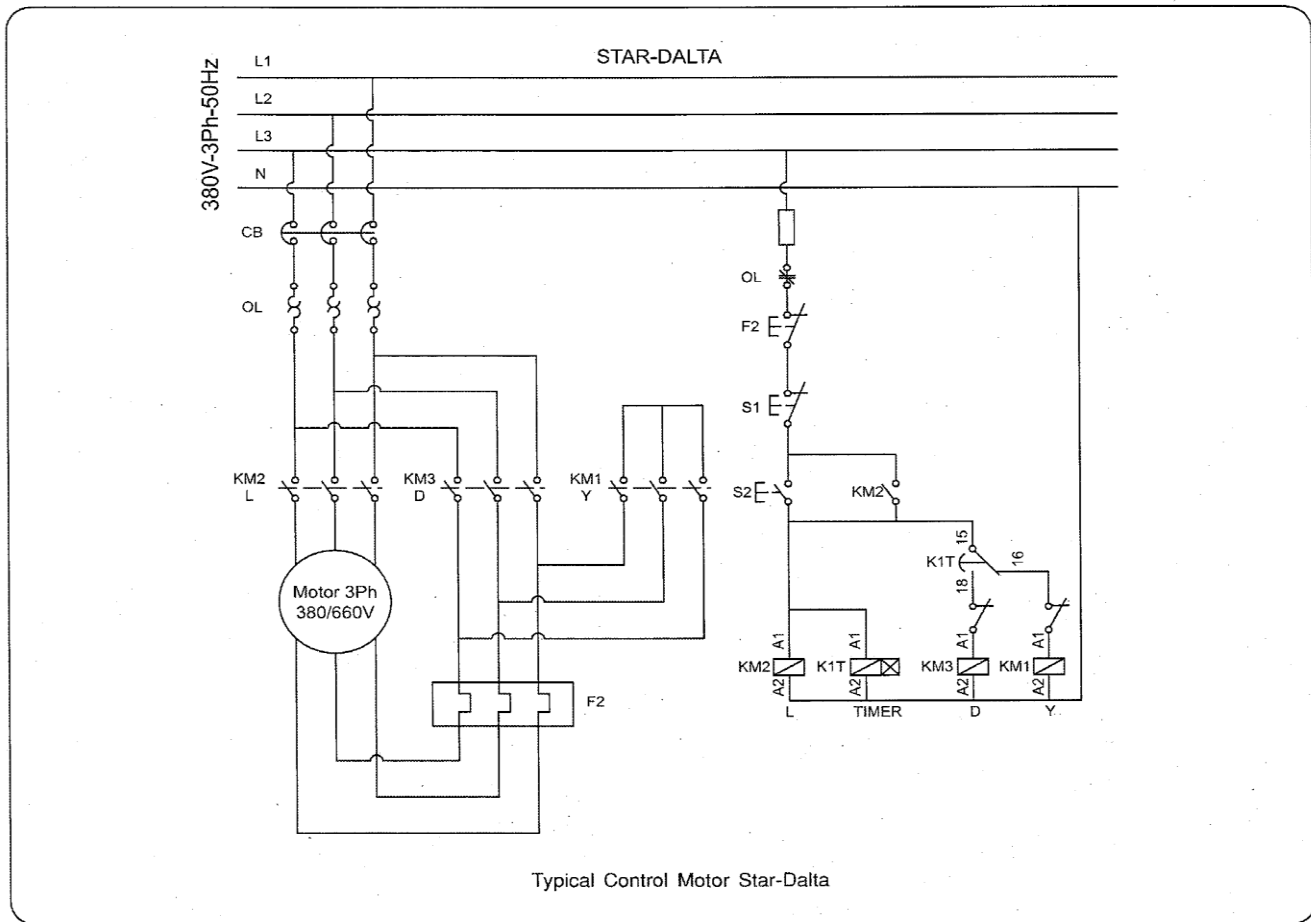 STAR-DALTA
380V-3Ph-50Hz
L1
L2
L3
N
CB
OL
KM2
L
KM3
D
KM1
Y
Motor 3Ph
380/660V
F2
OL
F2
S1
S2
KM2
K1T
15
16
18
KM2
A1
A2
L
K1T
A1
A2
TIMER
KM3
A1
A2
D
KM1
A1
A2
Y
Typical Control Motor Star-Dalta